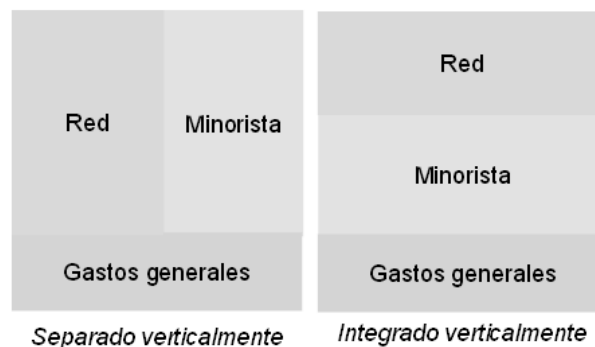 Red
Minorista
Gastos generales
Separado verticalmente
Red
Minorista
Gastos generales
Integrado verticalmente